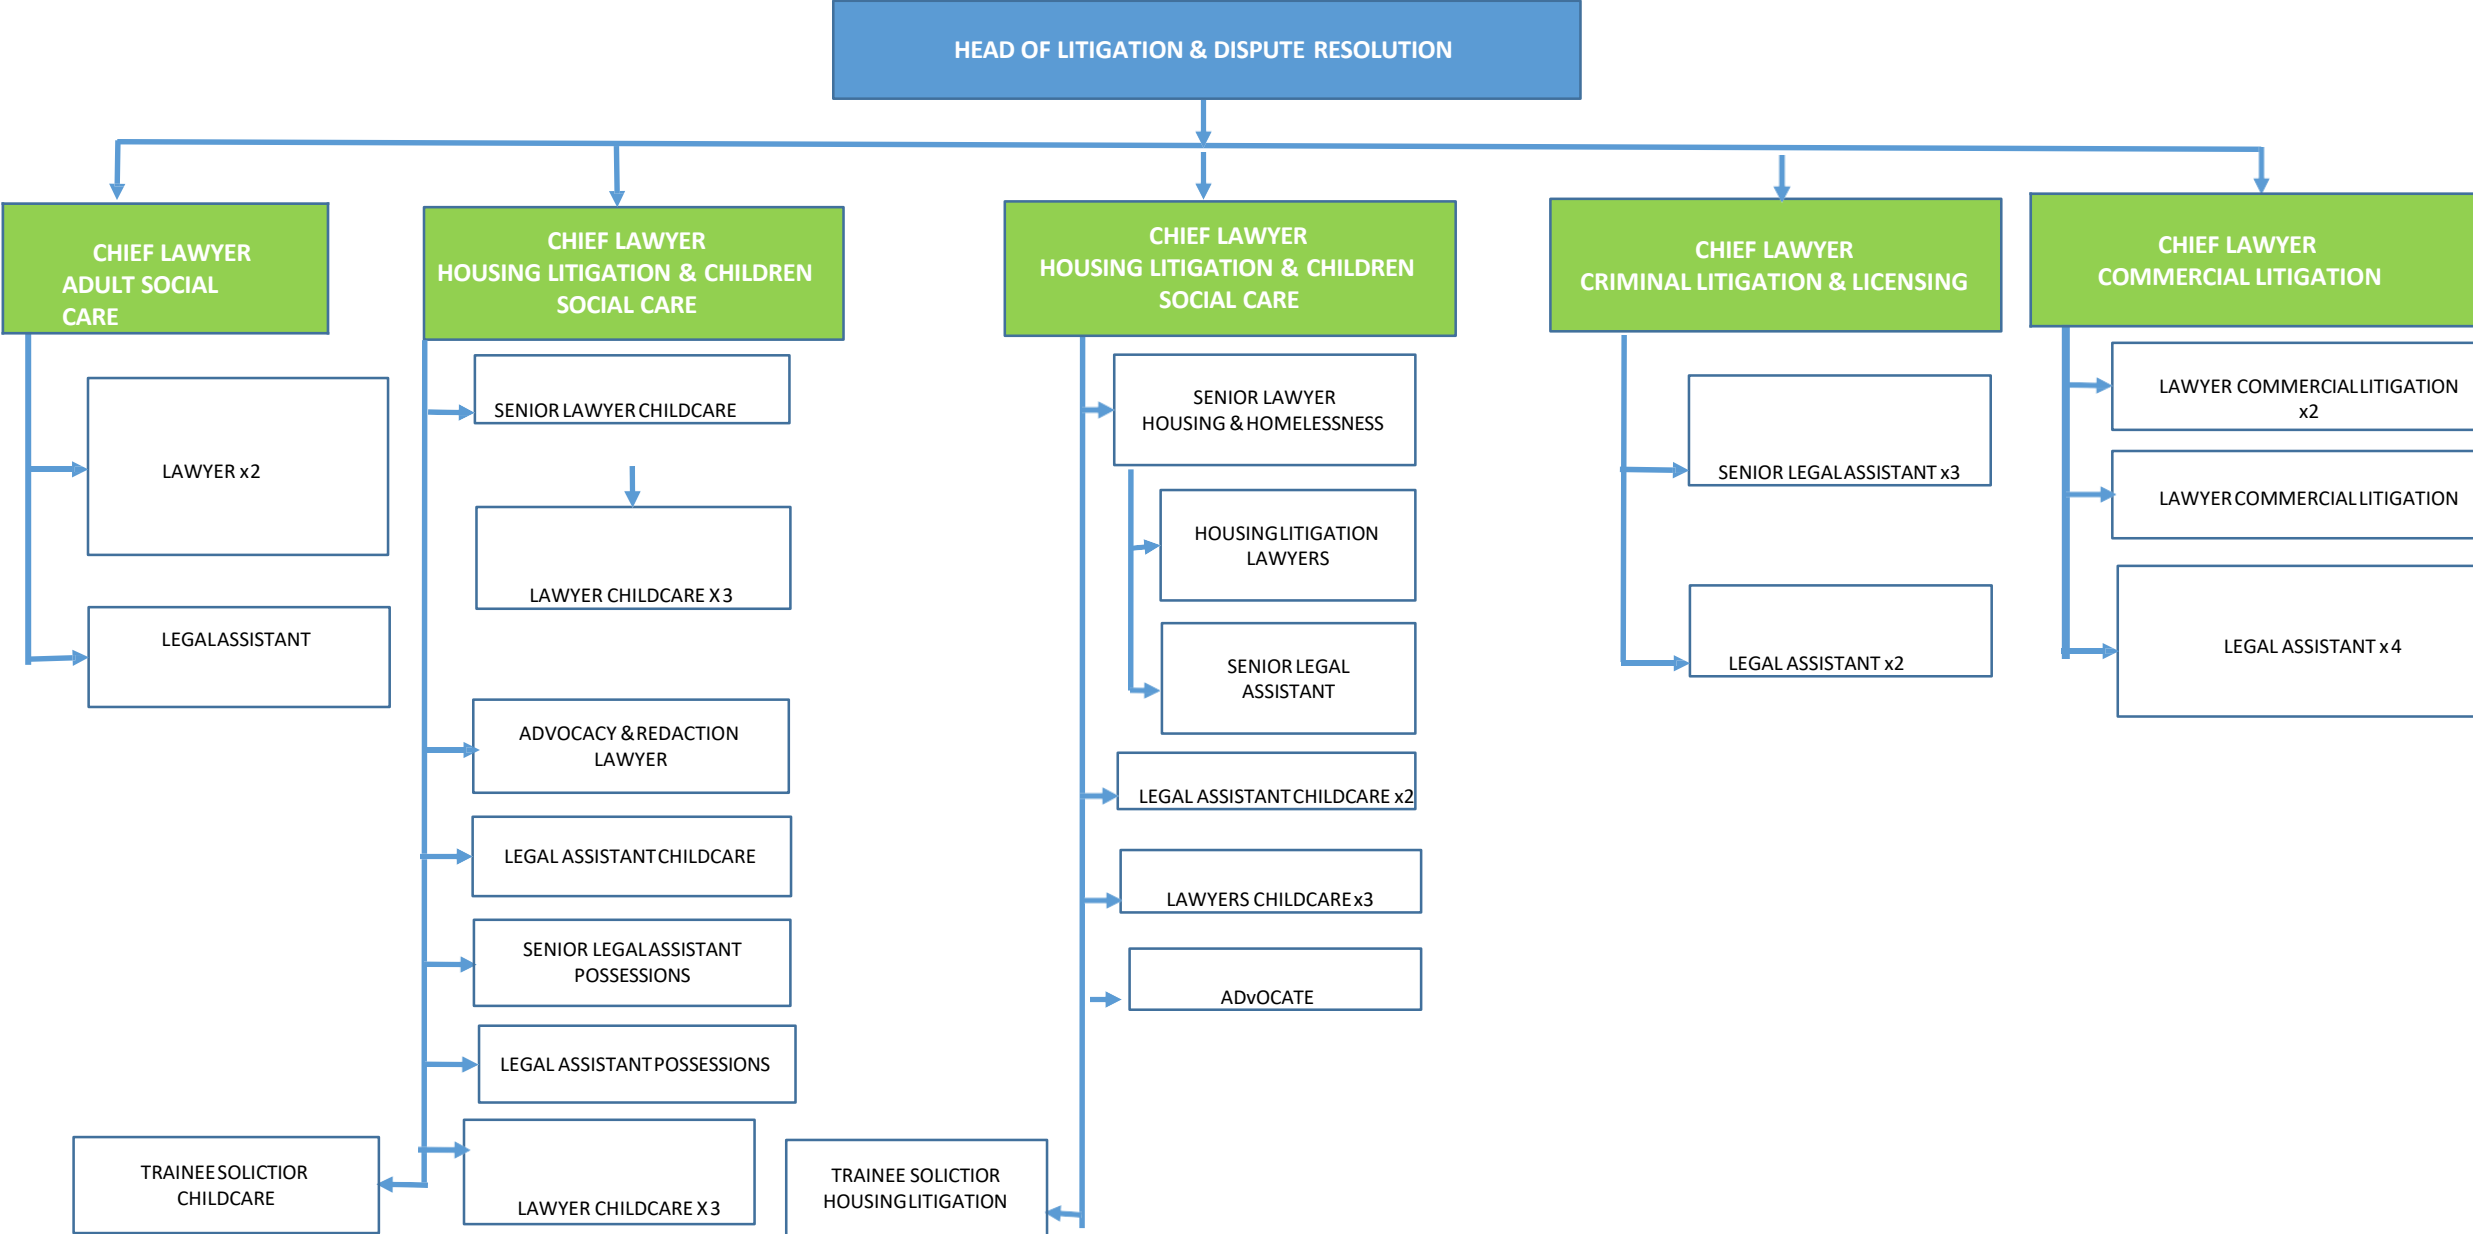 HEAD OF LITIGATION & DISPUTE RESOLUTION
CHIEF LAWYER
ADULT SOCIAL
CARE
LAWYER x2
LEGAL ASSISTANT
CHIEF LAWYER
HOUSING LITIGATION & CHILDREN
SOCIAL CARE
SENIOR LAWYER CHILDCARE
LAWYER CHILDCARE X 3
ADVOCACY & REDACTION
LAWYER
LEGAL ASSISTANT CHILDCARE
SENIOR LEGAL ASSISTANT
POSSESSIONS
LEGAL ASSISTANT POSSESSIONS
LAWYER CHILDCARE X 3
TRAINEE SOLICTIOR
CHILDCARE
CHIEF LAWYER
HOUSING LITIGATION & CHILDREN
SOCIAL CARE
SENIOR LAWYER
HOUSING & HOMELESSNESS
HOUSING LITIGATION
LAWYERS
SENIOR LEGAL
ASSISTANT
LEGAL ASSISTANT CHILDCARE x2
LAWYERS CHILDCARE x3
ADvOCATE
TRAINEE SOLICTIOR
HOUSING LITIGATION
CHIEF LAWYER
CRIMINAL LITIGATION & LICENSING
SENIOR LEGAL ASSISTANT x3
LEGAL ASSISTANT x2
CHIEF LAWYER
COMMERCIAL LITIGATION
LAWYER COMMERCIAL LITIGATION
x2
LAWYER COMMERCIAL LITIGATION
LEGAL ASSISTANT x 4